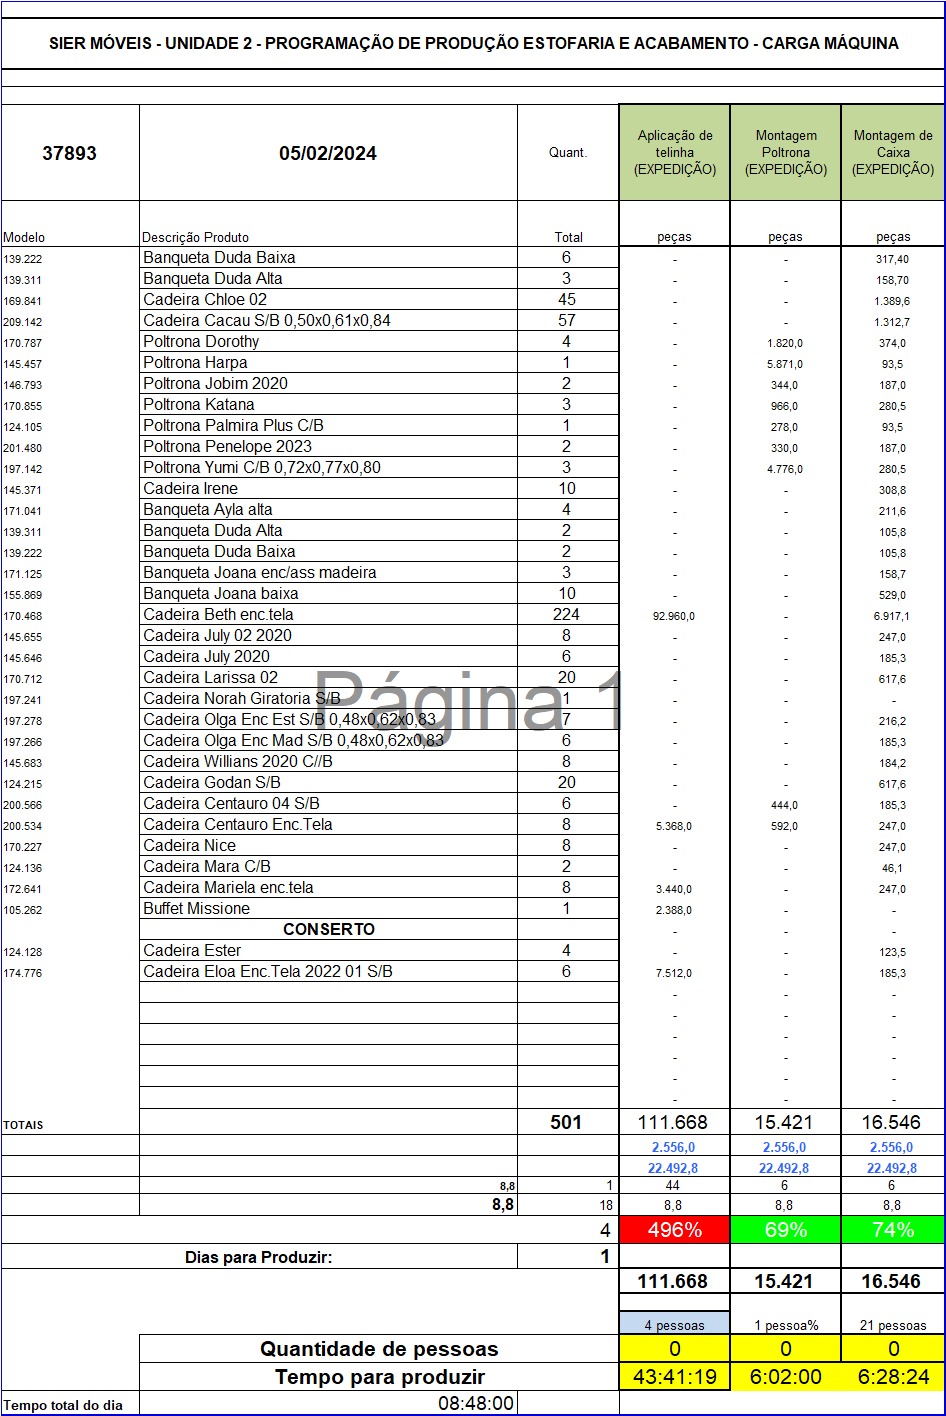 SIER MÓVEIS - UNIDADE 2 - PROGRAMAÇÃO DE PRODUÇÃO ESTOFARIA E ACABAMENTO - CARGA MÁQUINA
37893 05/02/2024 Quant. Aplicação de telinha (EXPEDIÇÃO) Montagem Poltrona (EXPEDIÇÃO) Montagem de Caixa (EXPEDIÇÃO)
Modelo Descrição Produto Total peças peças peças
139.222 Banqueta Duda Baixa 6 - - 317,40
139.311 Banqueta Duda Alta 3 - - 158,70
169.841 Cadeira Chloe 02 45 - - 1.389,6
209.142 Cadeira Cacau S/B 0,50x0,61x0,84 57 - - 1.312,7
170.787 Poltrona Dorothy 4 - 1.820,0 374,0
145.457 Poltrona Harpa 1 - 5.871,0 93,5
146.793 Poltrona Jobim 2020 2 - 344,0 187,0
170.855 Poltrona Katana 3 - 966,0 280,5
124.105 Poltrona Palmira Plus C/B 1 - 278,0 93,5
201.480 Poltrona Penelope 2023 2 - 330,0 187,0
197.142 Poltrona Yumi C/B 0,72x0,77x0,80 3 - 4.776,0 280,5
145.371 Cadeira Irene 10 - - 308,8
171.041 Banqueta Ayla alta 4 - - 211,6
139.311 Banqueta Duda Alta 2 - - 105,8
139.222 Banqueta Duda Baixa 2 - - 105,8
171.125 Banqueta Joana enc/ass madeira 3 - - 158,7
155.869 Banqueta Joana baixa 10 - - 529,0
170.468 Cadeira Beth enc.tela 224 92.960,0 - 6.917,1
145.655 Cadeira July 02 2020 8 - - 247,0
145.646 Cadeira July 2020 6 - - 185,3
170.712 Cadeira Larissa 02 20 - - 617,6
197.241 Cadeira Norah Giratoria S/B 1 - - -
Página 1
197.278 Cadeira Olga Enc Est S/B 0,48x0,62x0,83 7 - - 216,2
197.266 Cadeira Olga Enc Mad S/B 0,48x0,62x0,83 6 - - 185,3
145.683 Cadeira Willians 2020 C//B 8 - - 184,2
124.215 Cadeira Godan S/B 20 - - 617,6
200.566 Cadeira Centauro 04 S/B 6 - 444,0 185,3
200.534 Cadeira Centauro Enc.Tela 8 5.368,0 592,0 247,0
170.227 Cadeira Nice 8 - - 247,0
124.136 Cadeira Mara C/B 2 - - 46,1
172.641 Cadeira Mariela enc.tela 8 3.440,0 - 247,0
105.262 Buffet Missione 1 2.388,0 - -
CONSERTO - - -
124.128 Cadeira Ester 4 - - 123,5
174.776 Cadeira Eloa Enc.Tela 2022 01 S/B 6 7.512,0 - 185,3
- - -
- - -
- - -
- - -
- - -
- - -
TOTAIS 501 111.668 15.421 16.546
2.556,0 2.556,0 2.556,0
22.492,8 22.492,8 22.492,8
8,8 1 44 6 6
8,8 18 8,8 8,8 8,8
4 496% 69% 74%
Dias para Produzir: 1
111.668 15.421 16.546
4 pessoas 1 pessoa% 21 pessoas
Quantidade de pessoas 0 0 0
Tempo para produzir 43:41:19 6:02:00 6:28:24
Tempo total do dia 08:48:00